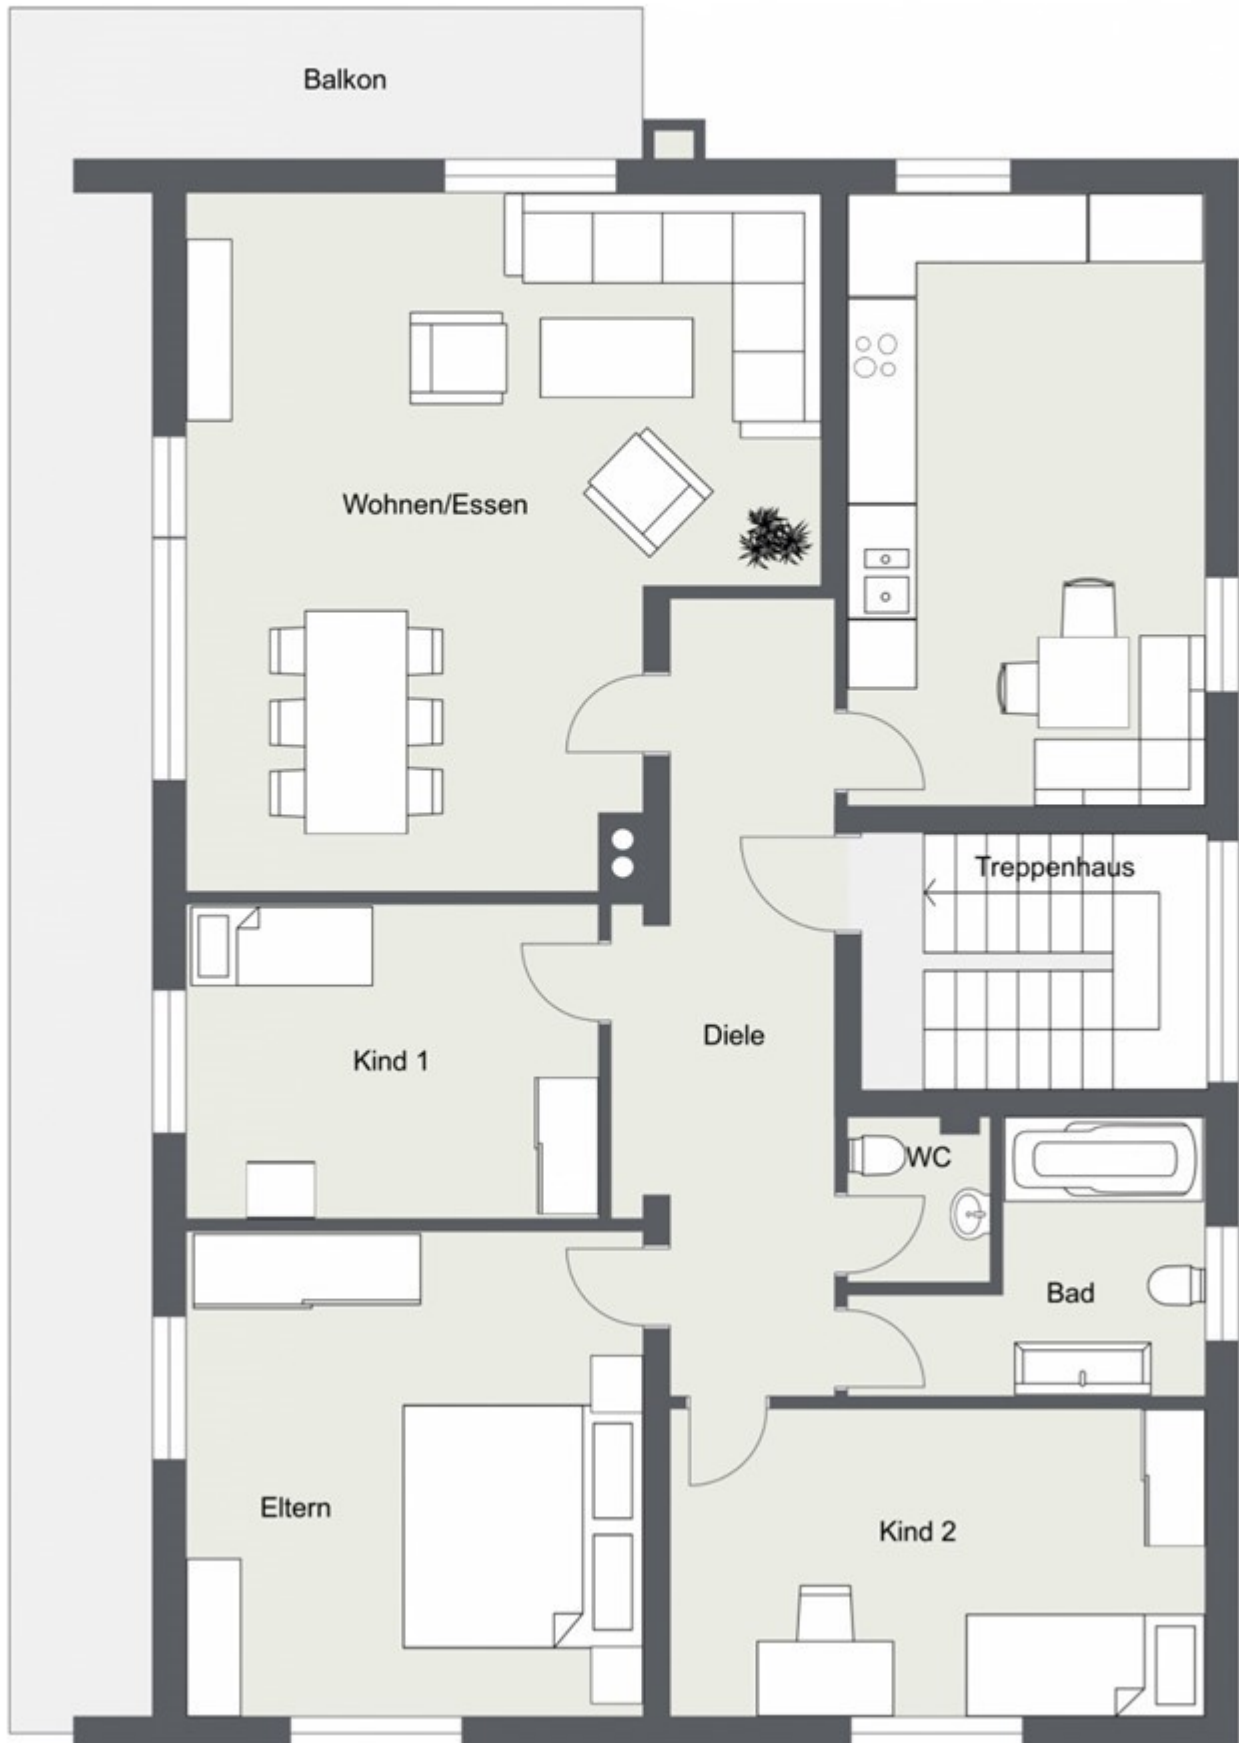 Balkon
Wohnen/Essen
Treppenhaus
Diele
Kind 1
WC
Bad
Eltern
Kind 2